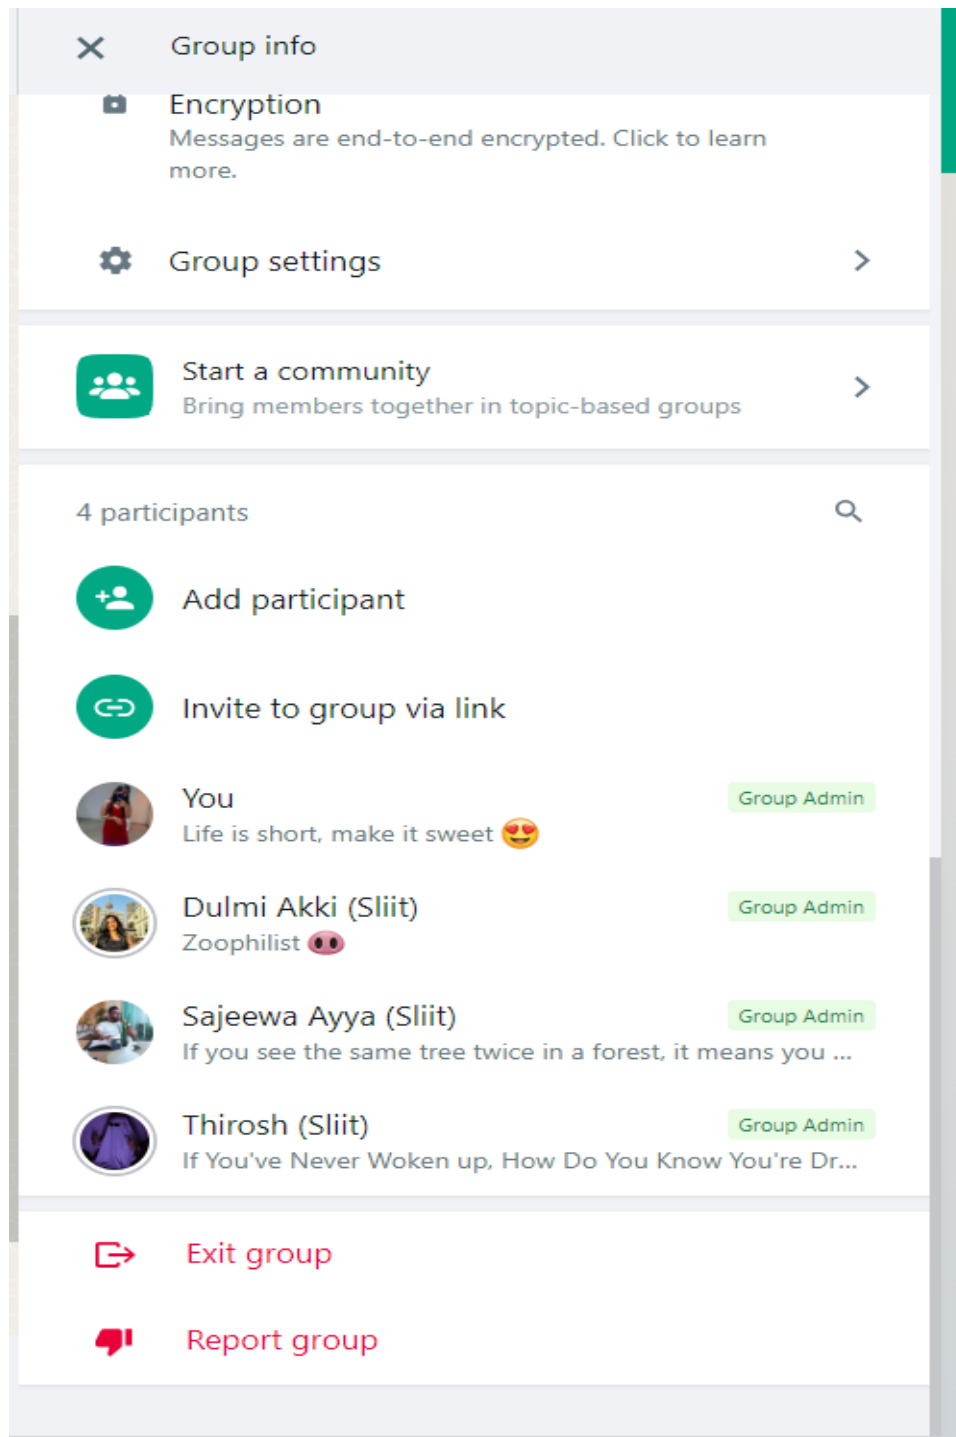 Group info
Encryption
Messages are end-to-end encrypted. Click to learn
more.
Group settings
Start a community
Bring members together in topic-based groups
4 participants
Add participant
Invite to group via link
You
Group Admin
Life is short, make it sweet 😍
Dulmi Akki (Sliit)
Group Admin
Zoophilist 🐽
Sajeewa Ayya (Sliit)
Group Admin
If you see the same tree twice in a forest, it means you ...
Thirosh (Sliit)
Group Admin
If You've Never Woken up, How Do You Know You're Dr...
Exit group
Report group